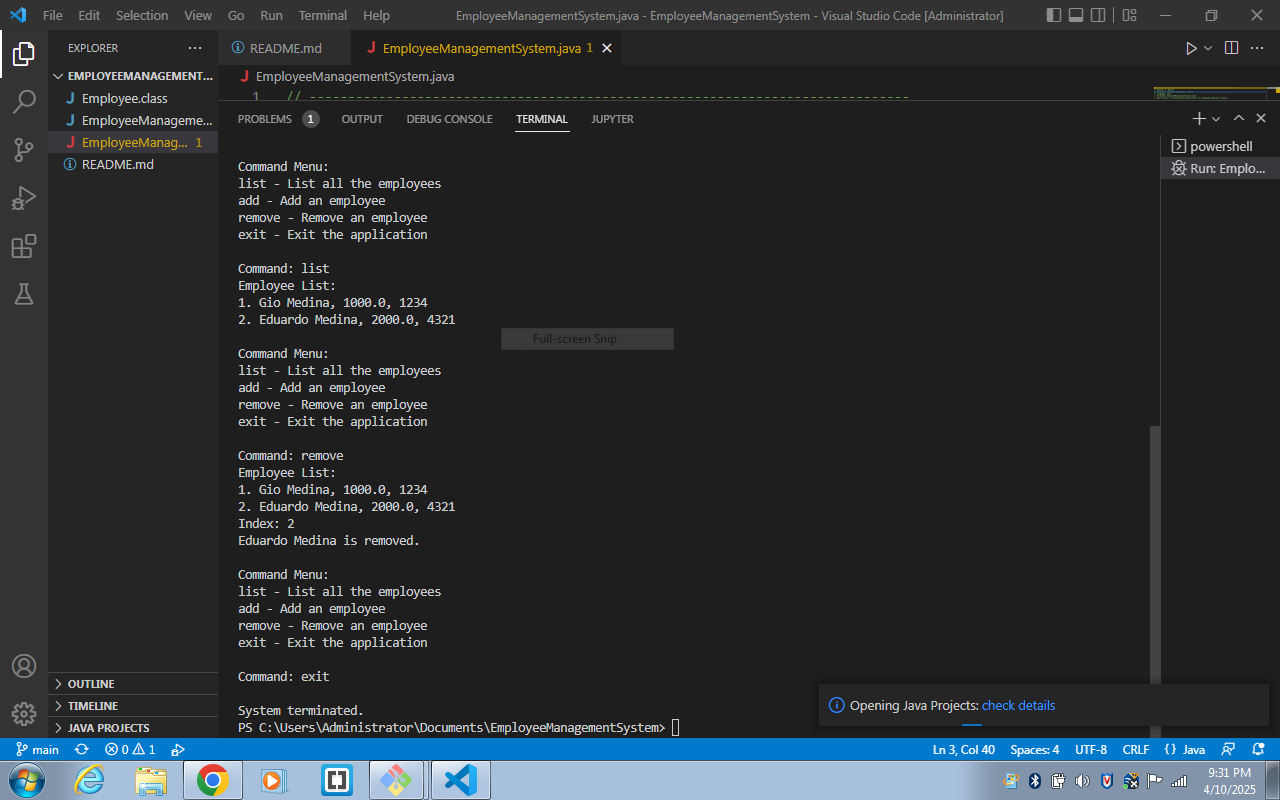 File Edit Selection View Go Run Terminal Help EmployeeManagementSystem.java - EmployeeManagementSystem - Visual Studio Code [Administrator]
EXPLORER
README.md
EmployeeManagementSystem.java 1
EMPLOYEEMANAGEMENT...
Employee.class
EmployeeManageme...
EmployeeManag... 1
README.md
OUTLINE
TIMELINE
JAVA PROJECTS
EmployeeManagementSystem.java
1 // -----------------------------------------------------------------------------
PROBLEMS 1 OUTPUT DEBUG CONSOLE TERMINAL JUPYTER
powershell
Run: Emplo...
Command Menu:
list - List all the employees
add - Add an employee
remove - Remove an employee
exit - Exit the application
Command: list
Employee List:
1. Gio Medina, 1000.0, 1234
2. Eduardo Medina, 2000.0, 4321
Full-screen Snip
Command Menu:
list - List all the employees
add - Add an employee
remove - Remove an employee
exit - Exit the application
Command: remove
Employee List:
1. Gio Medina, 1000.0, 1234
2. Eduardo Medina, 2000.0, 4321
Index: 2
Eduardo Medina is removed.
Command Menu:
list - List all the employees
add - Add an employee
remove - Remove an employee
exit - Exit the application
Command: exit
System terminated.
PS C:\Users\Administrator\Documents\EmployeeManagementSystem>
Opening Java Projects: check details
main 0 1 Ln 3, Col 40 Spaces: 4 UTF-8 CRLF {} Java
9:31 PM
4/10/2025